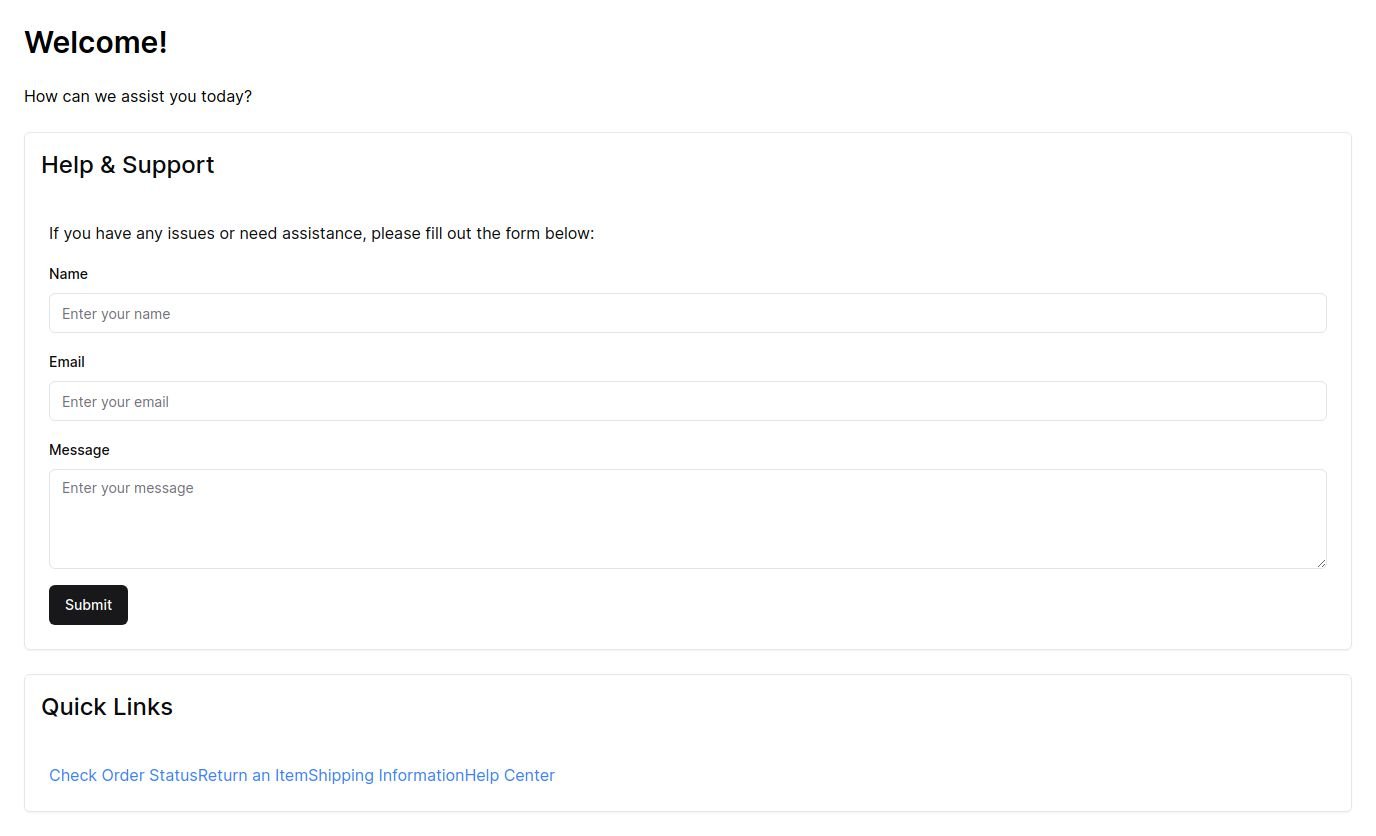 Welcome!
How can we assist you today?
Help & Support
If you have any issues or need assistance, please fill out the form below:
Name
Enter your name
Email
Enter your email
Message
Enter your message
Submit
Quick Links
Check Order StatusReturn an ItemShipping InformationHelp Center